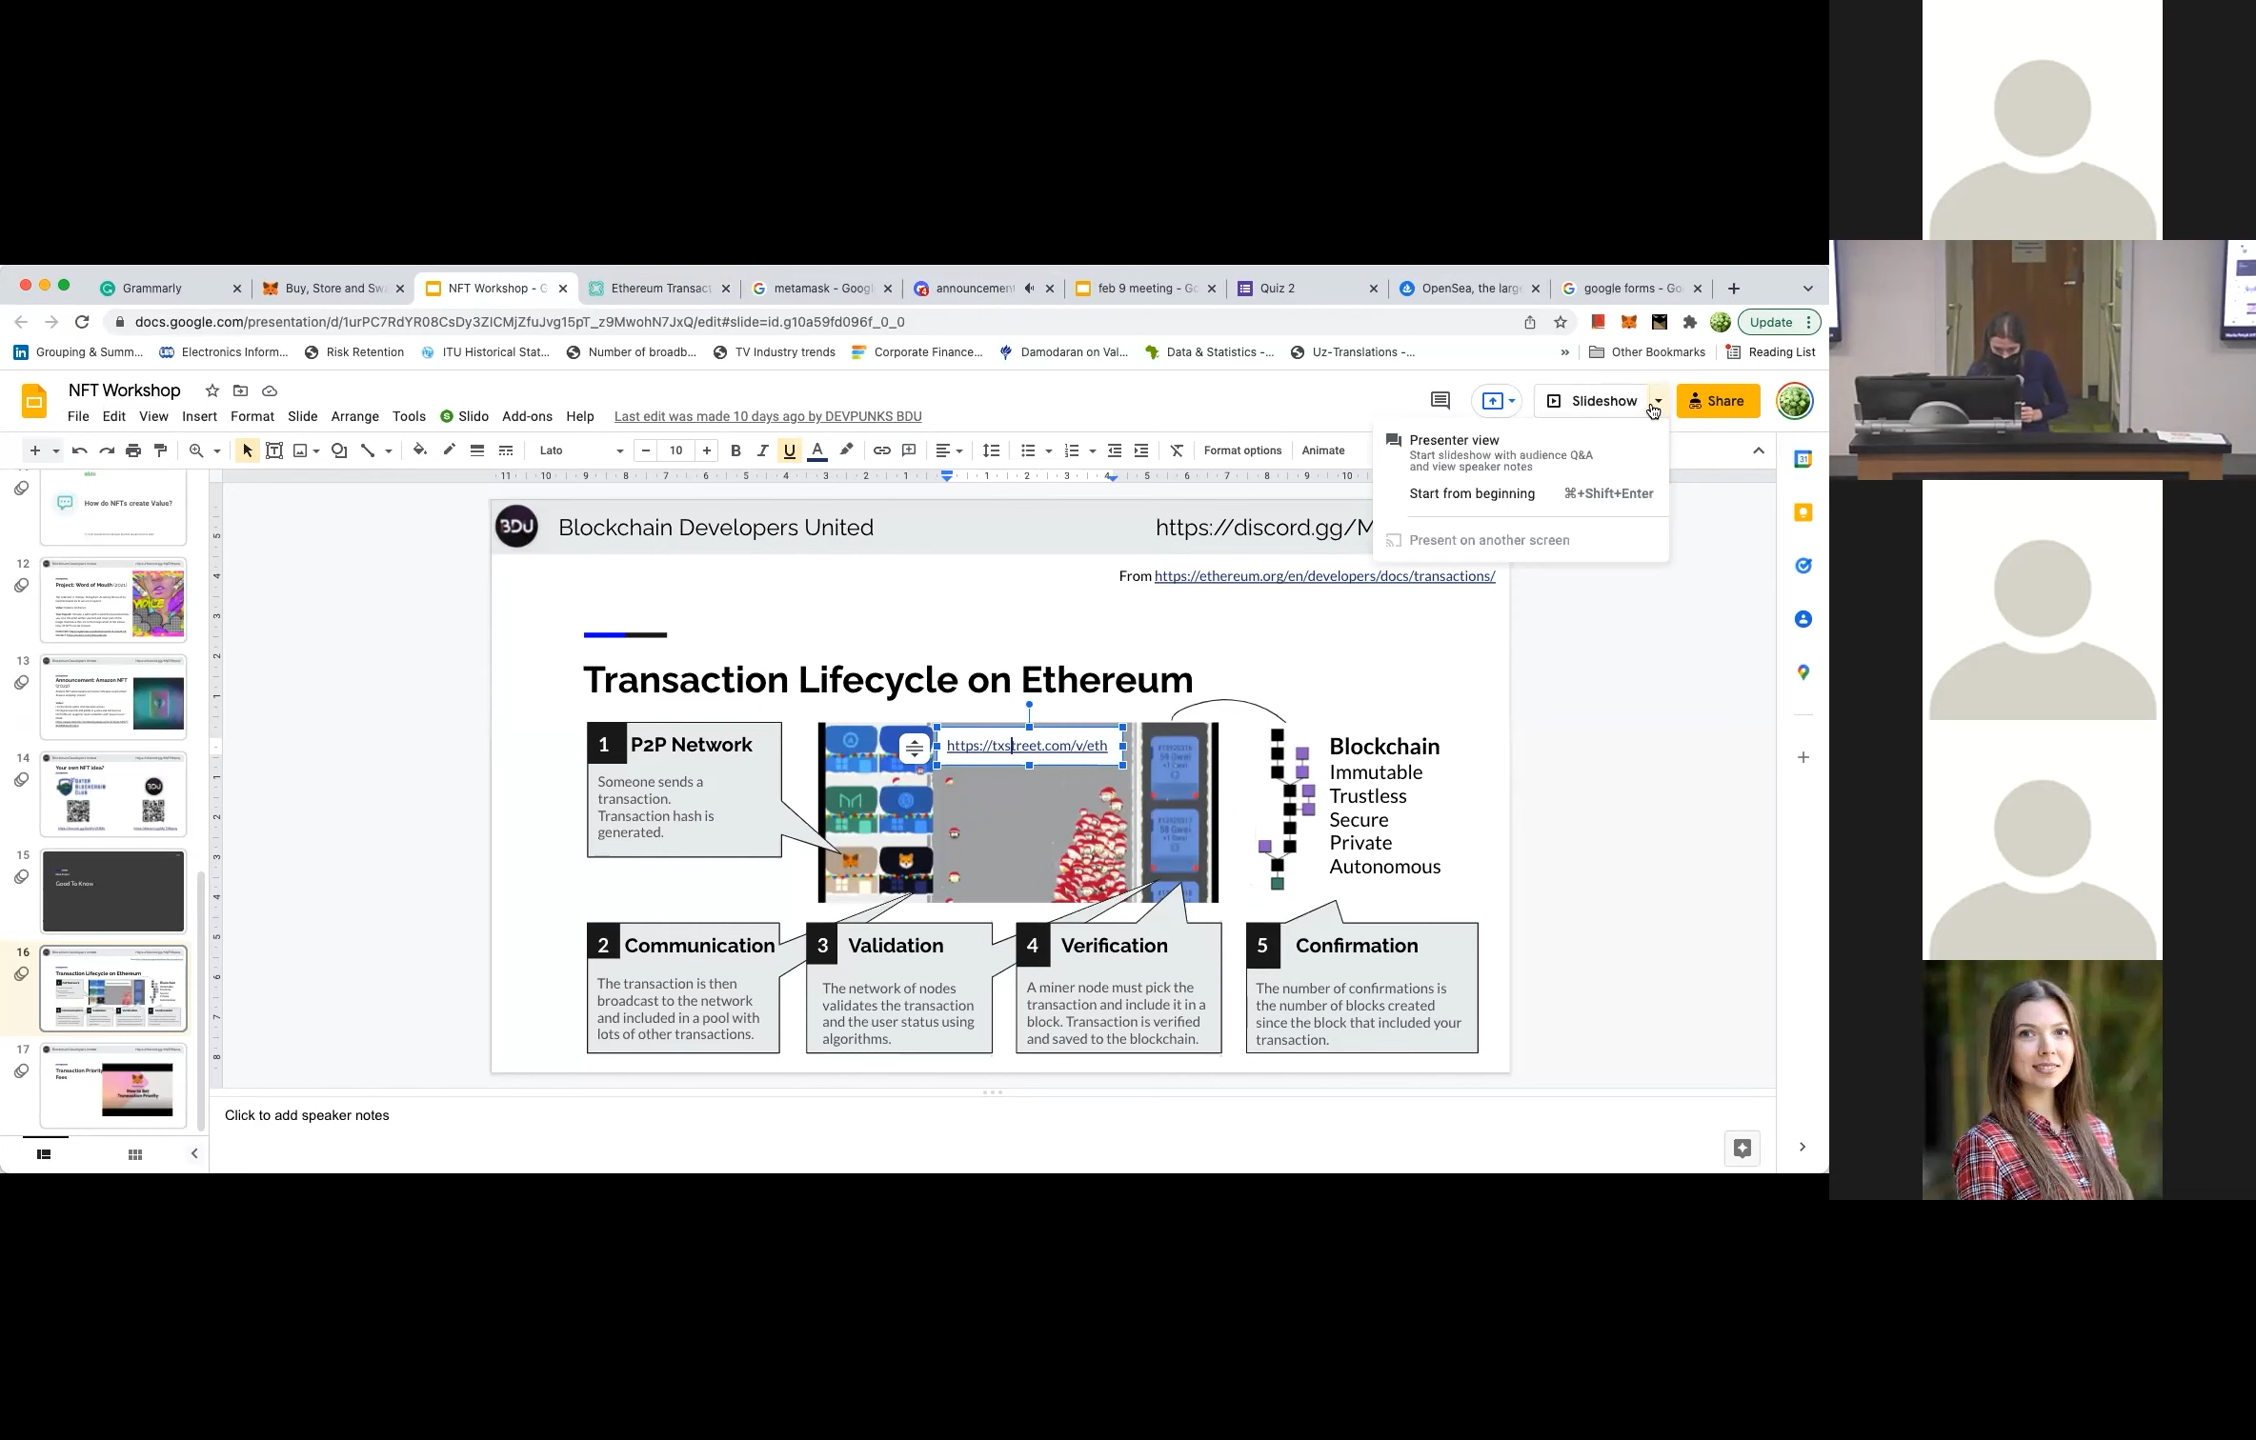 Grammarly
Buy, Store and Sw
NFT Workshop - G
Ethereum Transac
metamask - Googl
announcement
feb 9 meeting - Go
Quiz 2
OpenSea, the larg
google forms - Go
docs.google.com/presentation/d/1urPC7RdYR08CsDy3ZICMjZfuJvg15pT_z9MwohN7JxQ/edit#slide=id.g10a59fd096f_0_0
Update
Grouping & Summ...
Electronics Inform...
Risk Retention
ITU Historical Stat...
Number of broadb...
TV Industry trends
Corporate Finance...
Damodaran on Val...
Data & Statistics -...
Uz-Translations -...
»
Other Bookmarks
Reading List
NFT Workshop
File Edit View Insert Format Slide Arrange Tools Slido Add-ons Help
Last edit was made 10 days ago by DEVPUNKS BDU
Slideshow
Share
Presenter view
Start slideshow with audience Q&A
and view speaker notes
Start from beginning ⌘+Shift+Enter
Present on another screen
Lato
10
Format options
Animate
How do NFTs create Value?
12
Project: Word of Mouth (2021)
13
Announcement: Amazon NFT
14
Your own NFT idea?
15
Good To Know
16
Transaction Lifecycle on Ethereum
17
Transaction Priority
Fees
BDU
Blockchain Developers United
https://discord.gg/M
From https://ethereum.org/en/developers/docs/transactions/
Transaction Lifecycle on Ethereum
1 P2P Network
Someone sends a
transaction.
Transaction hash is
generated.
https://txstreet.com/v/eth
Blockchain
Immutable
Trustless
Secure
Private
Autonomous
2 Communication
The transaction is then
broadcast to the network
and included in a pool with
lots of other transactions.
3 Validation
The network of nodes
validates the transaction
and the user status using
algorithms.
4 Verification
A miner node must pick the
transaction and include it in a
block. Transaction is verified
and saved to the blockchain.
5 Confirmation
The number of confirmations is
the number of blocks created
since the block that included your
transaction.
Click to add speaker notes